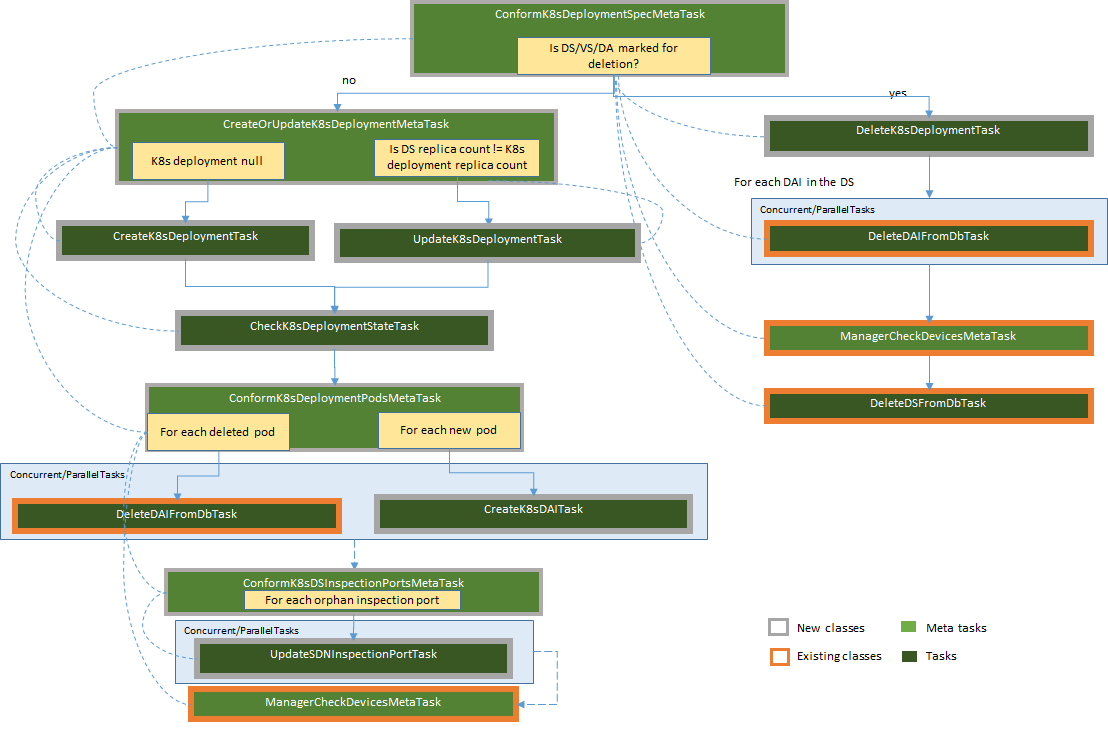 ConformK8sDeploymentSpecMetaTask
Is DS/VS/DA marked for
deletion?
no
yes
CreateOrUpdateK8sDeploymentMetaTask
K8s deployment null
Is DS replica count != K8s
deployment replica count
DeleteK8sDeploymentTask
For each DAI in the DS
Concurrent/ParallelTasks
DeleteDAIFromDbTask
CreateK8sDeploymentTask
UpdateK8sDeploymentTask
CheckK8sDeploymentStateTask
ManagerCheckDevicesMetaTask
DeleteDSFromDbTask
ConformK8sDeploymentPodsMetaTask
For each deleted pod
For each new pod
Concurrent/ParallelTasks
DeleteDAIFromDbTask
CreateK8sDAITask
ConformK8sDSInspectionPortsMetaTask
For each orphan inspection port
Concurrent/ParallelTasks
UpdateSDNInspectionPortTask
ManagerCheckDevicesMetaTask
New classes
Meta tasks
Existing classes
Tasks